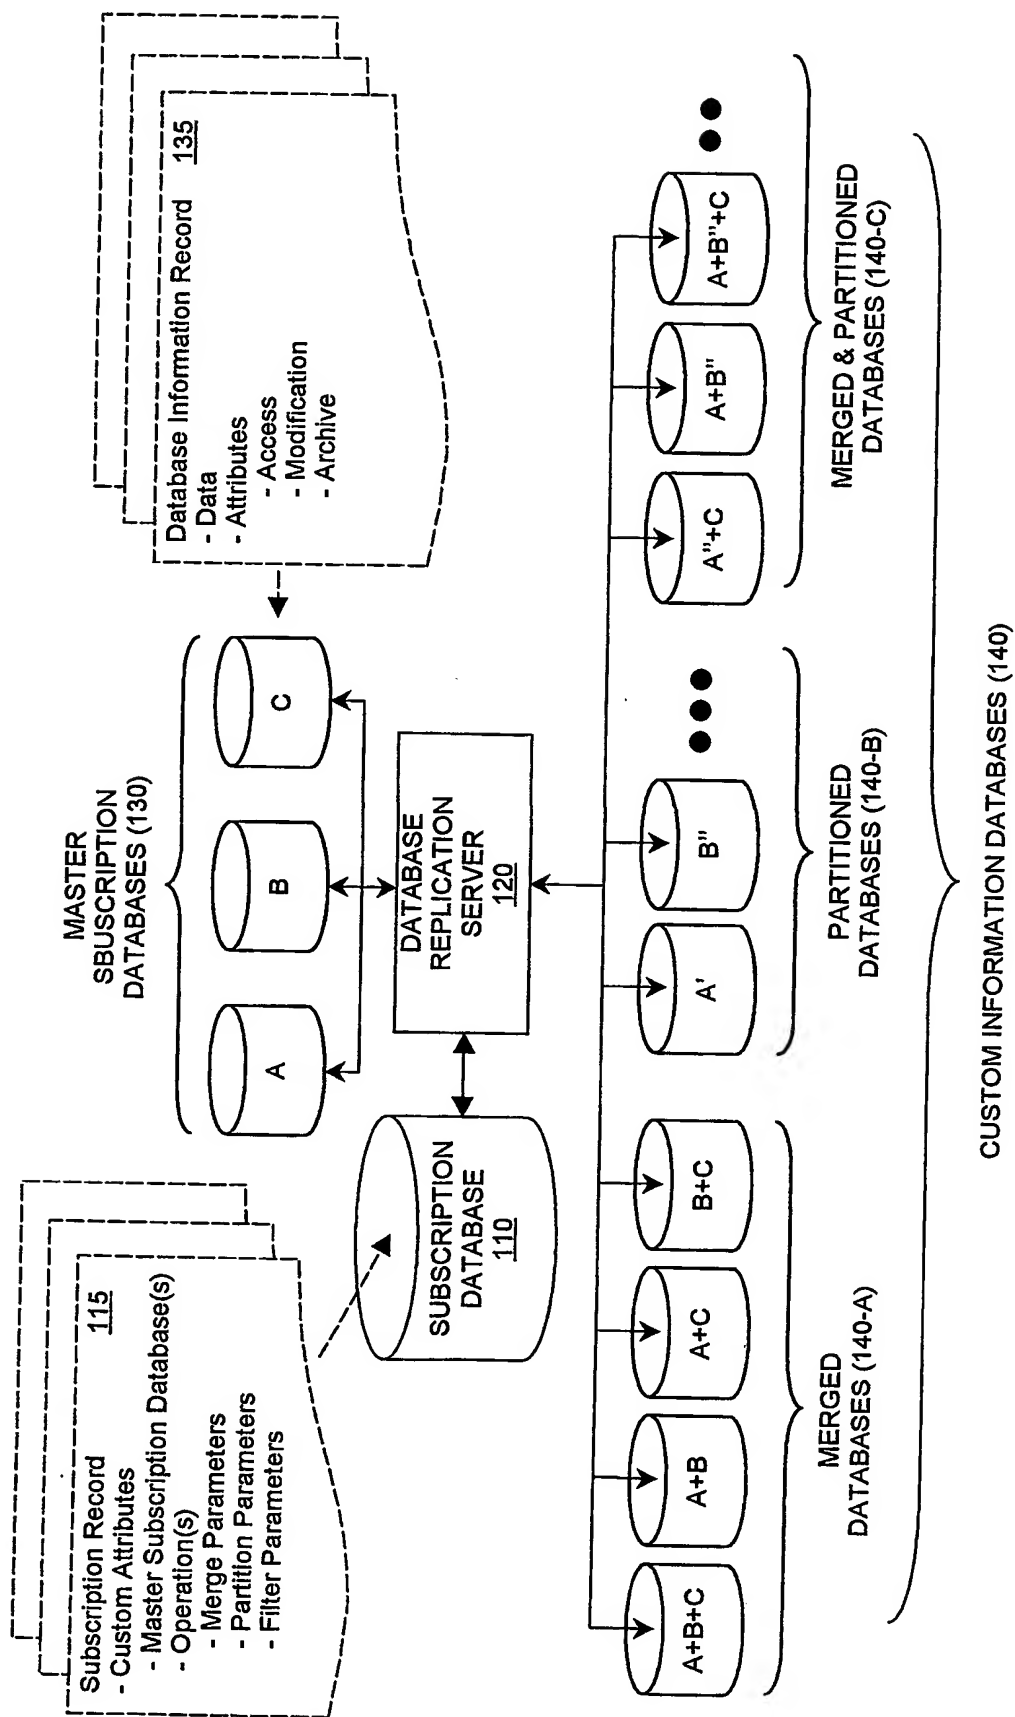 Subscription Record 115
- Custom Attributes
- Master Subscription Database(s)
- Operation(s)
- Merge Parameters
- Partition Parameters
- Filter Parameters
MASTER
SBUSCRIPTION
DATABASES (130)
A
B
C
Database Information Record 135
- Data
- Attributes
- Access
- Modification
- Archive
SUBSCRIPTION
DATABASE
110
DATABASE
REPLICATION
SERVER
120
A+B+C
A+B
A+C
B+C
A'
B"
A"+C
A+B"
A+B"+C
MERGED
DATABASES (140-A)
PARTITIONED
DATABASES (140-B)
MERGED & PARTITIONED
DATABASES (140-C)
CUSTOM INFORMATION DATABASES (140)